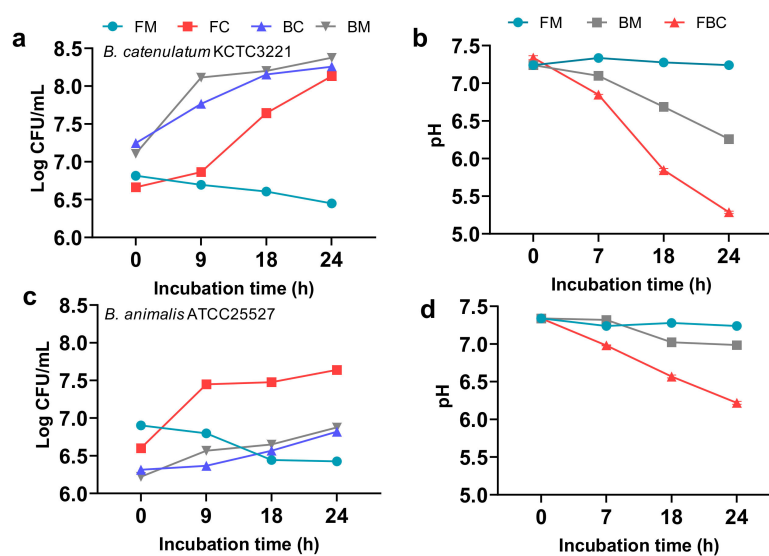 FM FC BC BM
a
B. catenulatum KCTC3221
8.5
8.0
7.5
7.0
6.5
6.0
Log CFU/mL
0 9 18 24
Incubation time (h)
FM BM FBC
b
7.5
7.0
6.5
6.0
5.5
5.0
pH
0 7 18 24
Incubation time (h)
c
B. animalis ATCC25527
8.5
8.0
7.5
7.0
6.5
6.0
Log CFU/mL
0 9 18 24
Incubation time (h)
d
7.5
7.0
6.5
6.0
5.5
5.0
pH
0 7 18 24
Incubation time (h)